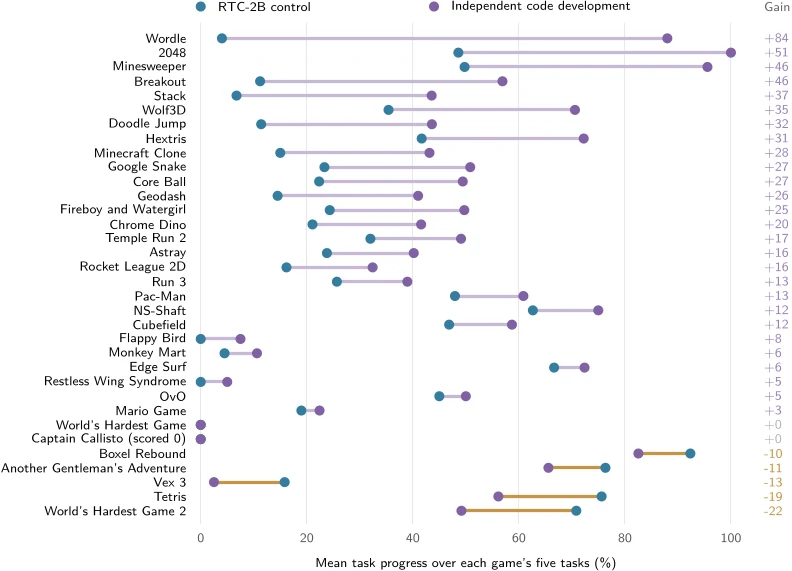 RTC-2B control Independent code development Gain
Wordle +84
2048 +51
Minesweeper +46
Breakout +46
Stack +37
Wolf3D +35
Doodle Jump +32
Hextris +31
Minecraft Clone +28
Google Snake +27
Core Ball +27
Geodash +26
Fireboy and Watergirl +25
Chrome Dino +20
Temple Run 2 +17
Astray +16
Rocket League 2D +16
Run 3 +13
Pac-Man +13
NS-Shaft +12
Cubefield +12
Flappy Bird +8
Monkey Mart +6
Edge Surf +6
Restless Wing Syndrome +5
OvO +5
Mario Game +3
World's Hardest Game +0
Captain Callisto (scored 0) +0
Boxel Rebound -10
Another Gentleman's Adventure -11
Vex 3 -13
Tetris -19
World's Hardest Game 2 -22
0 20 40 60 80 100
Mean task progress over each game's five tasks (%)